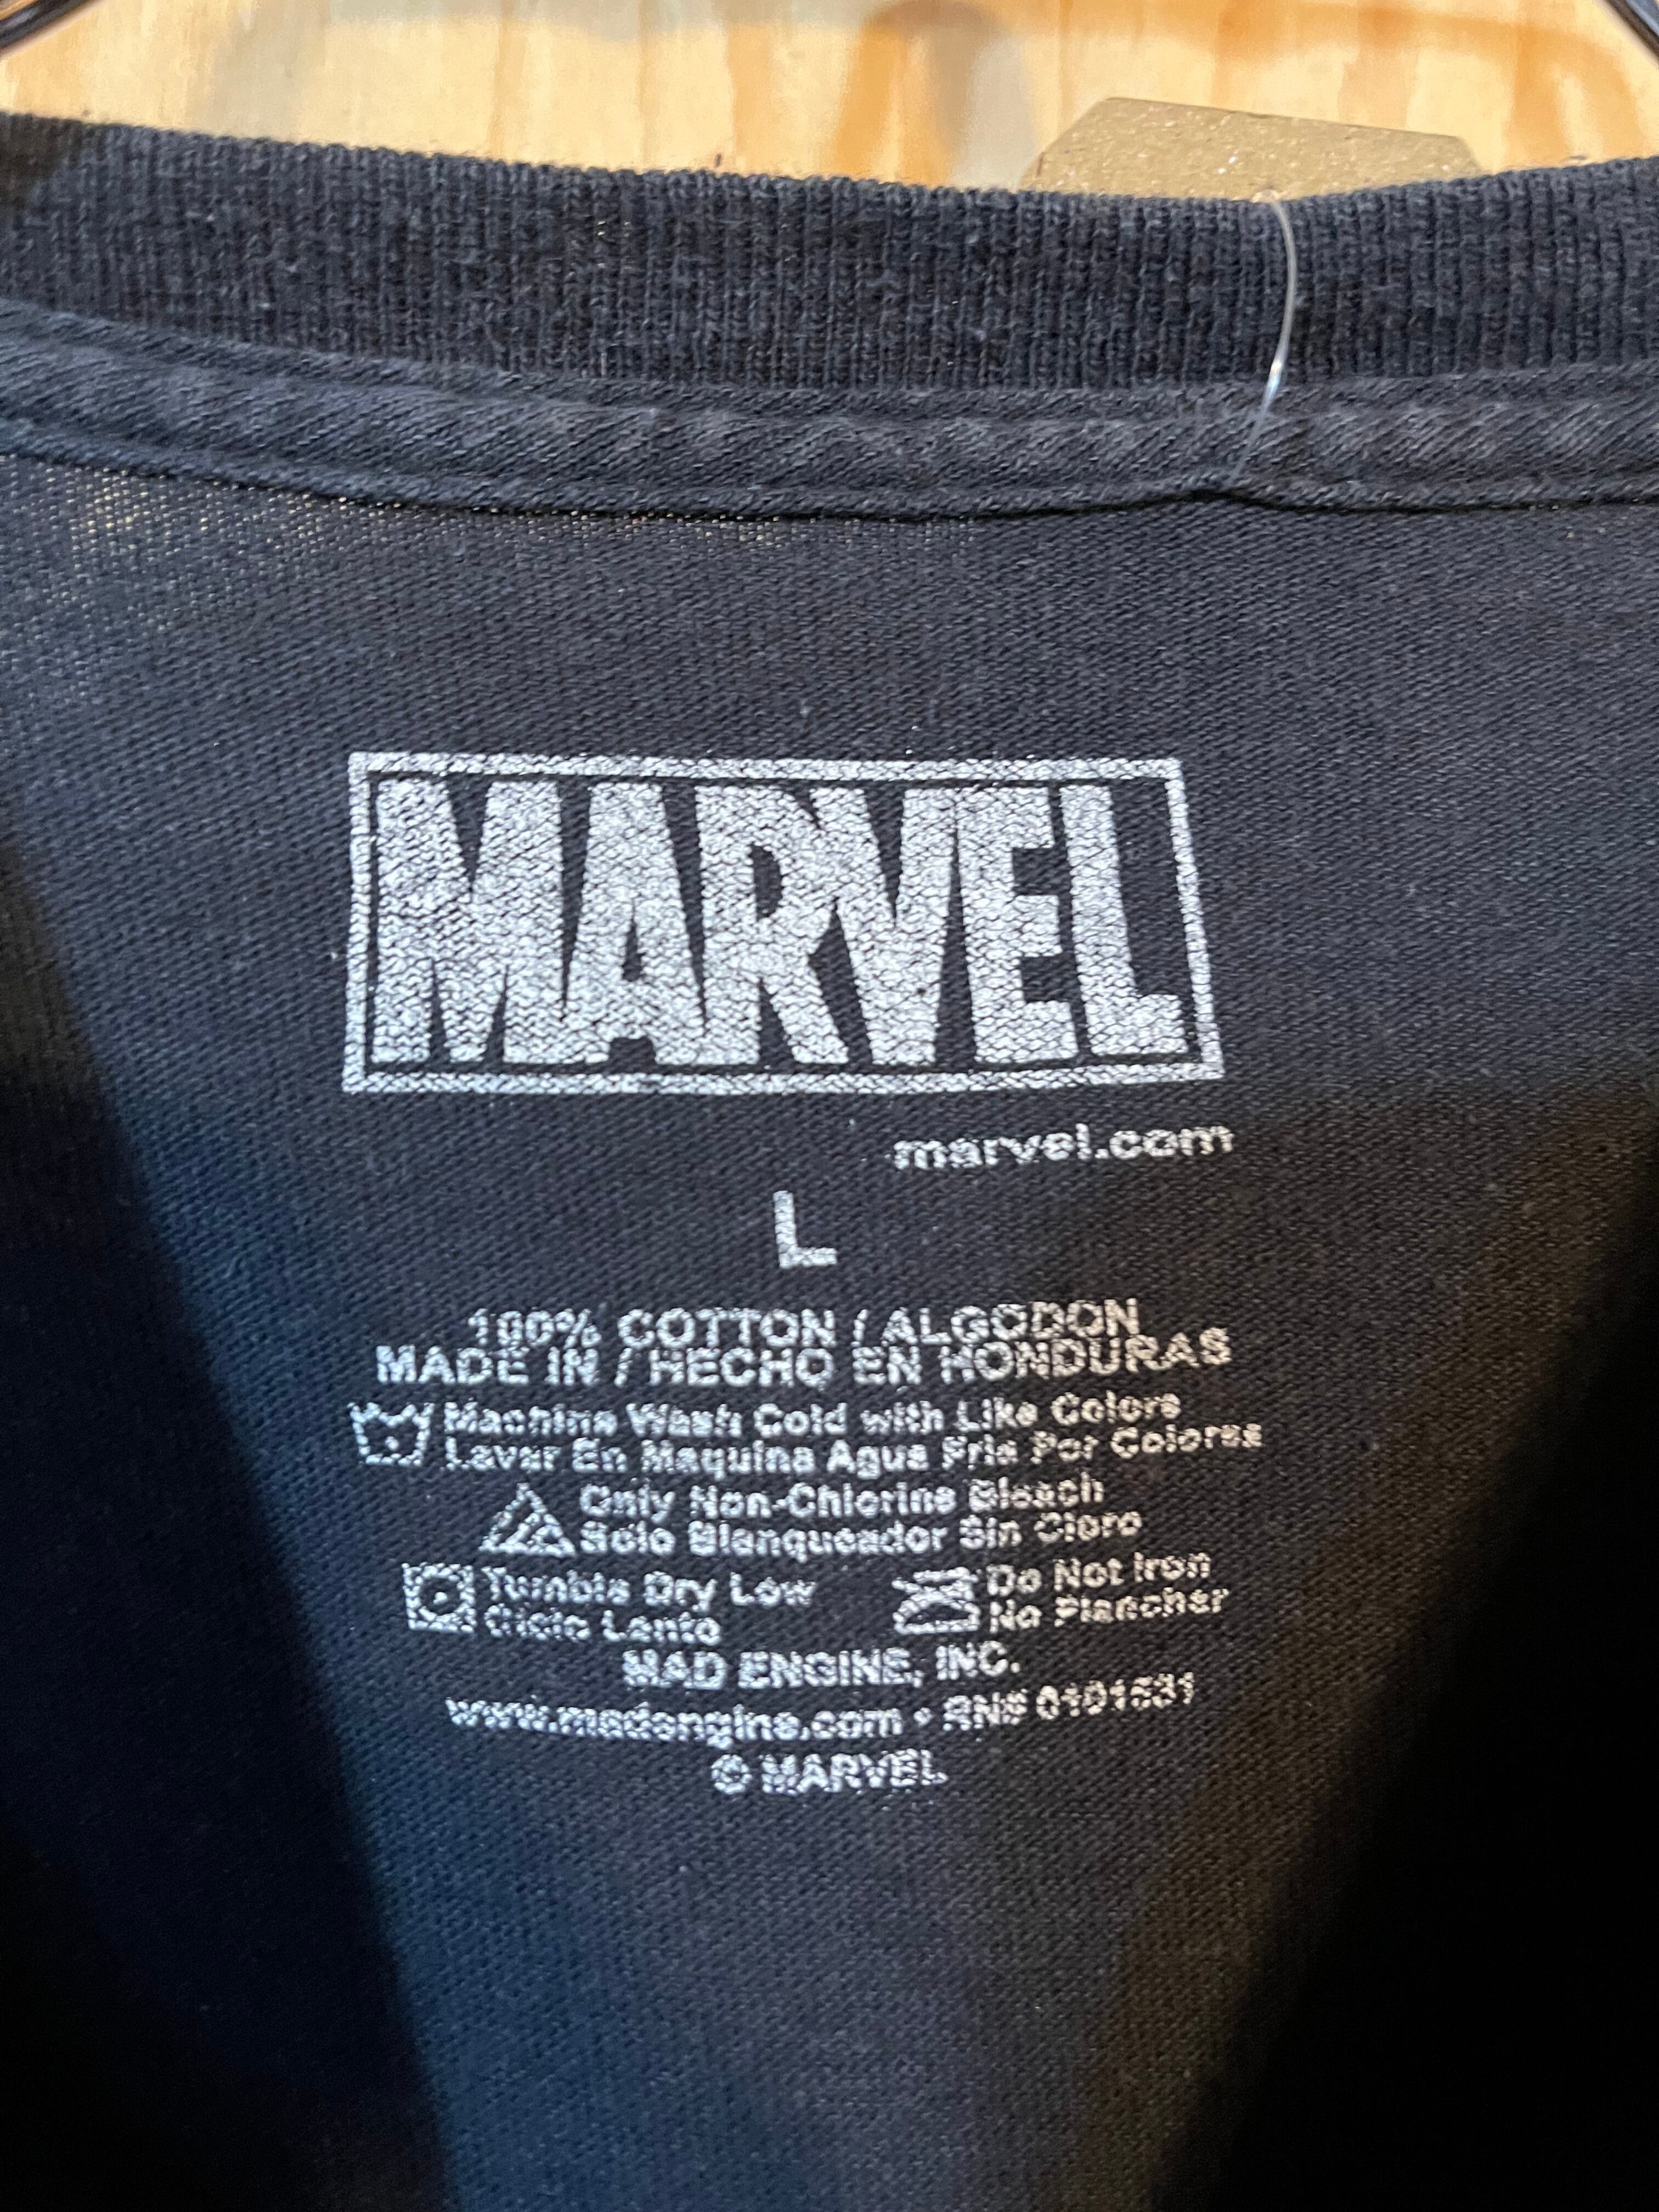 MARVEL
marvel.com
L
100% COTTON / ALGODON
MADE IN / HECHO EN HONDURAS
Machine Wash Cold with Like Colors
Lavar En Maquina Agua Fria Por Colores
Only Non-Chlorine Bleach
Solo Blanqueador Sin Cloro
Tumble Dry Low
Ciclo Lento
Do Not Iron
No Planchar
MAD ENGINE, INC.
www.madengine.com • RN#
© MARVEL